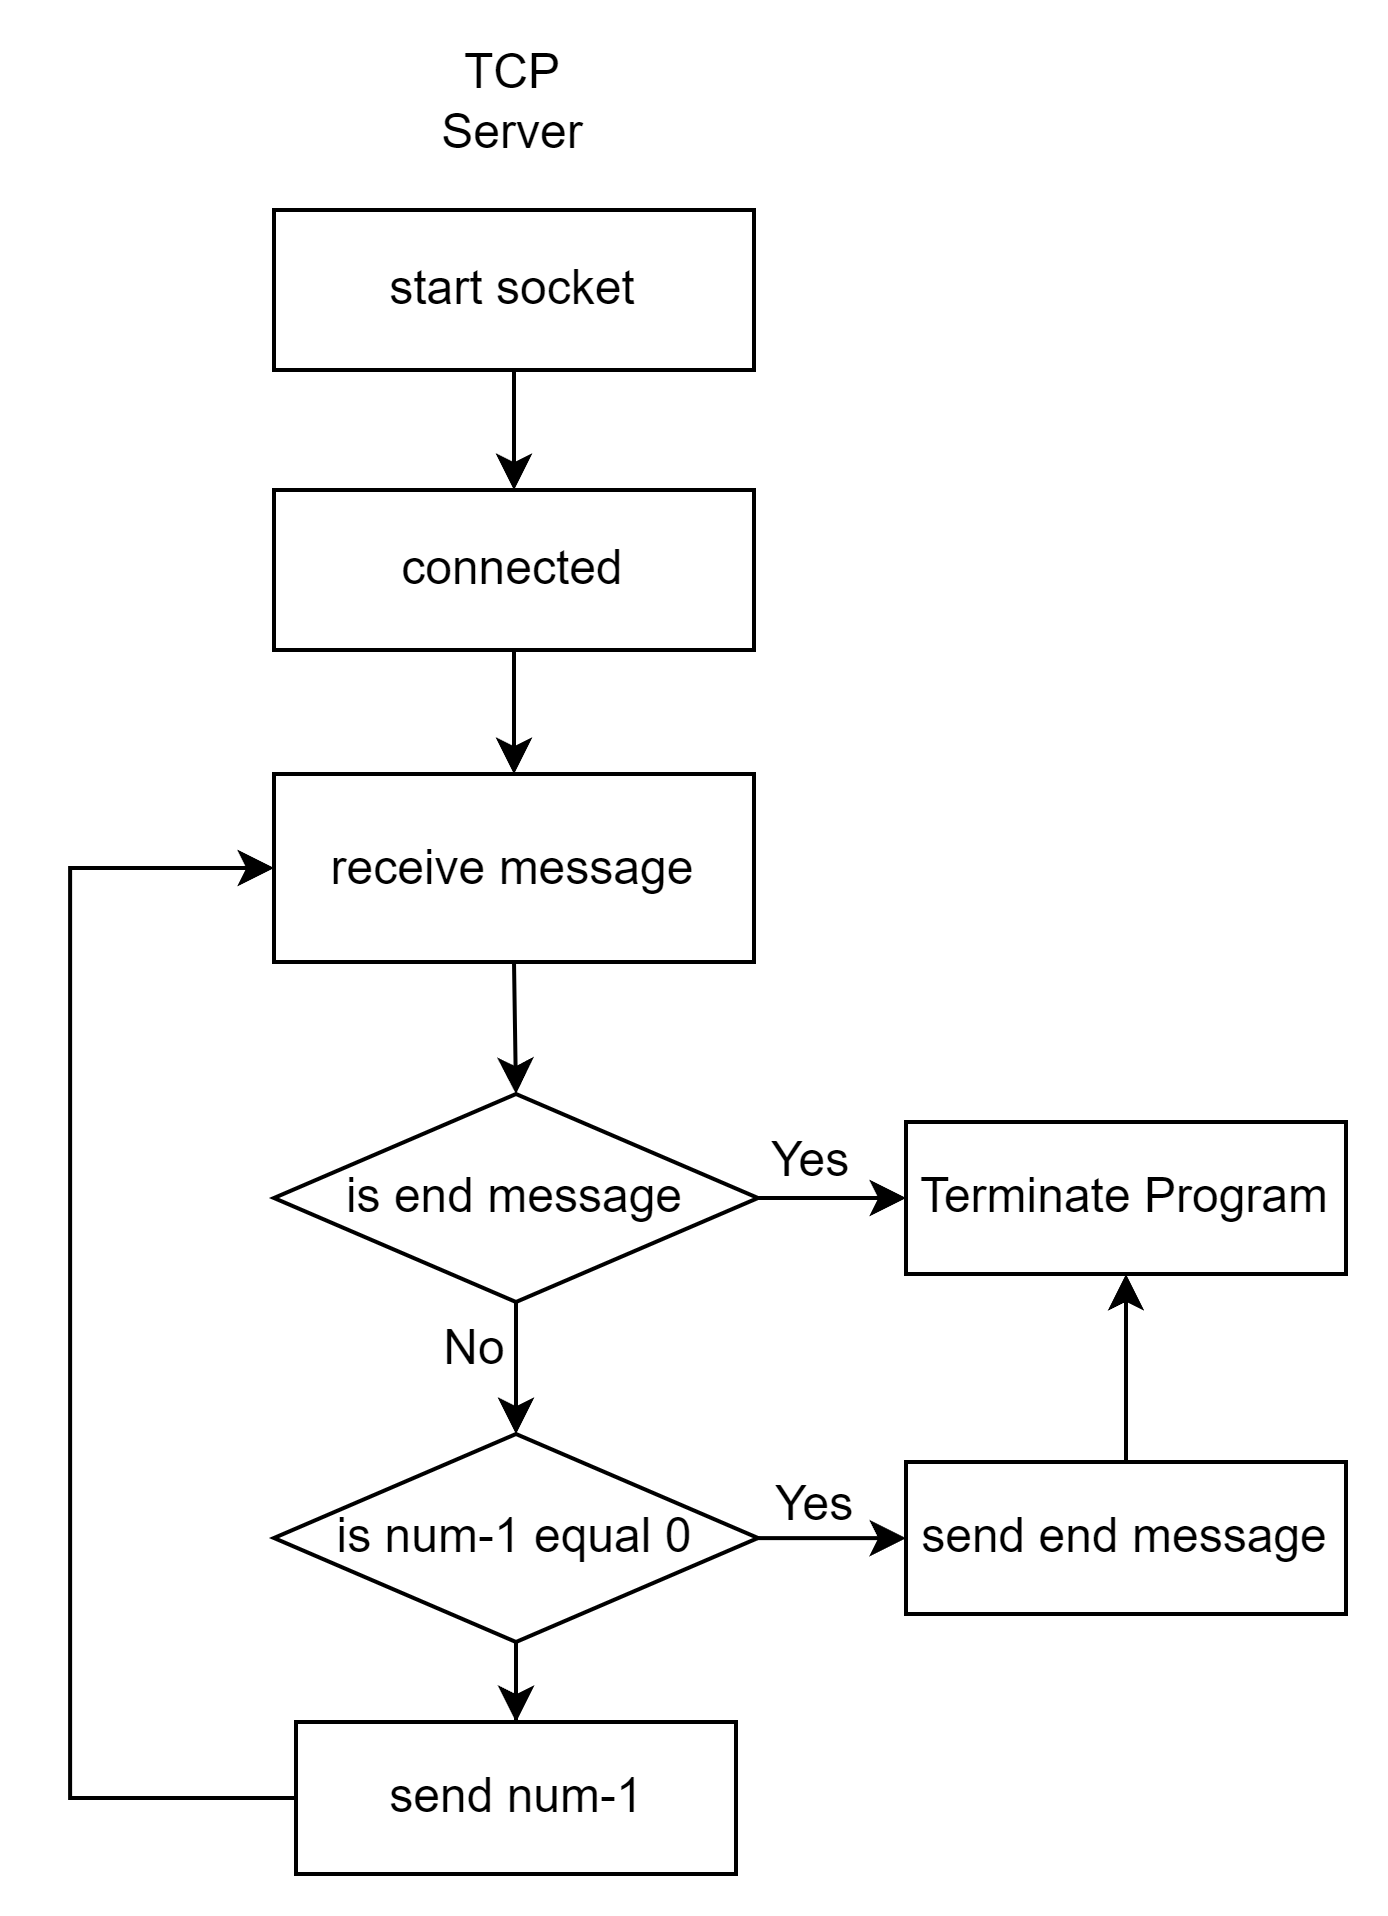 TCP
Server
start socket
connected
receive message
is end message
Yes
Terminate Program
No
is num-1 equal 0
Yes
send end message
send num-1